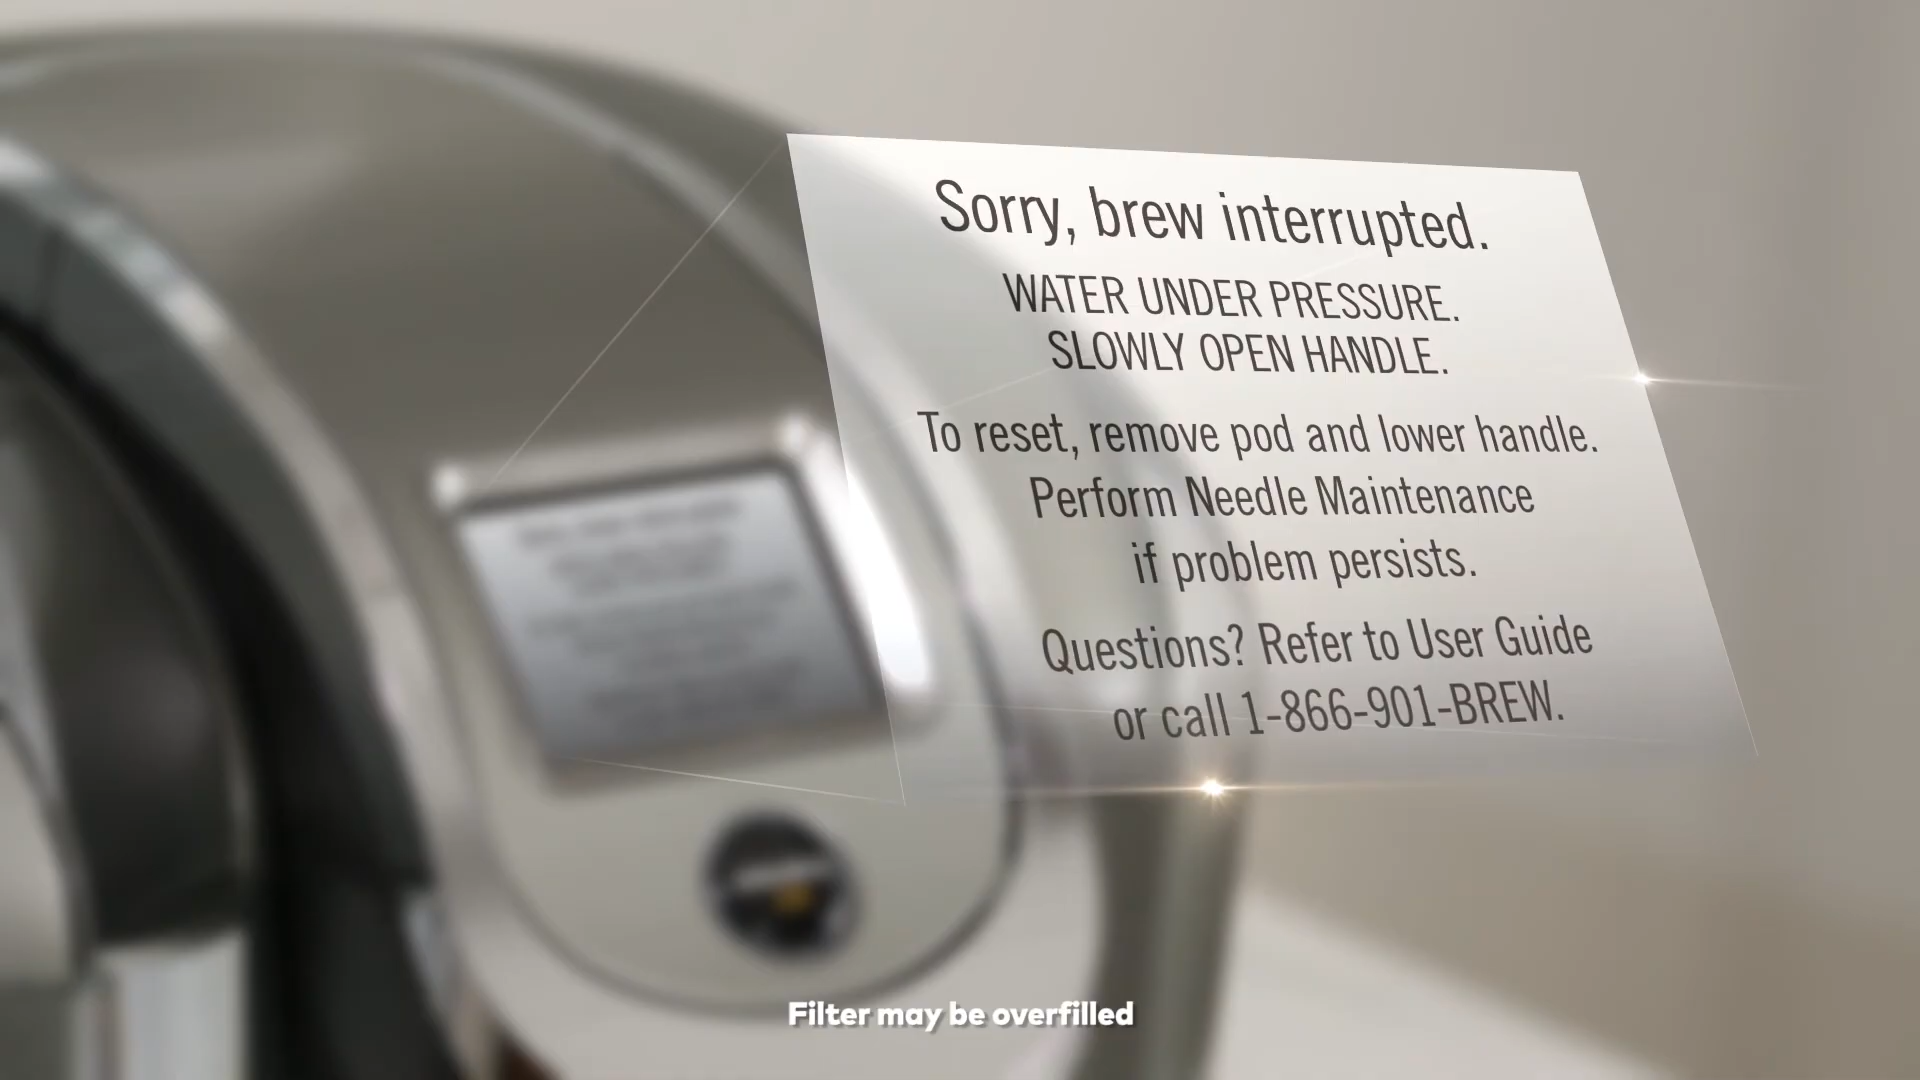 Sorry, brew interrupted.
WATER UNDER PRESSURE.
SLOWLY OPEN HANDLE.
To reset, remove pod and lower handle.
Perform Needle Maintenance
if problem persists.
Questions? Refer to User Guide
or call 1-866-901-BREW.
Filter may be overfilled